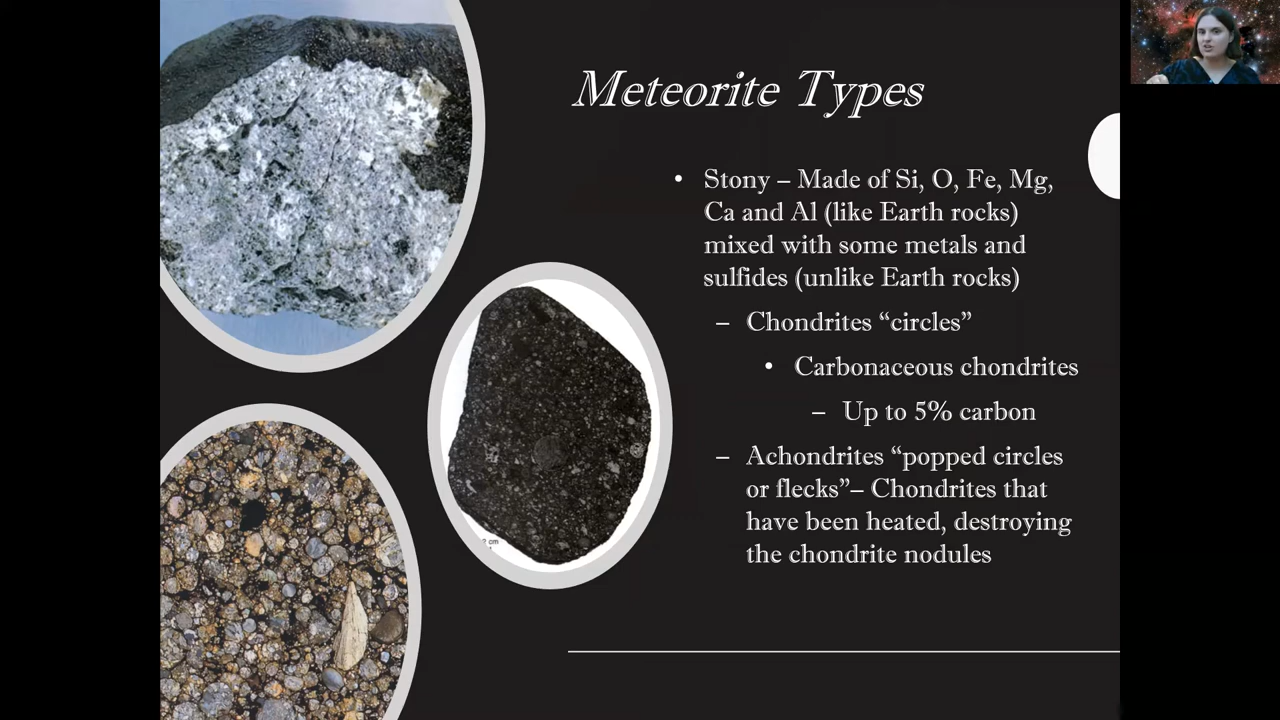 Meteorite Types
• Stony – Made of Si, O, Fe, Mg,
Ca and Al (like Earth rocks)
mixed with some metals and
sulfides (unlike Earth rocks)
– Chondrites “circles”
• Carbonaceous chondrites
– Up to 5% carbon
– Achondrites “popped circles
or flecks”– Chondrites that
have been heated, destroying
the chondrite nodules
cm